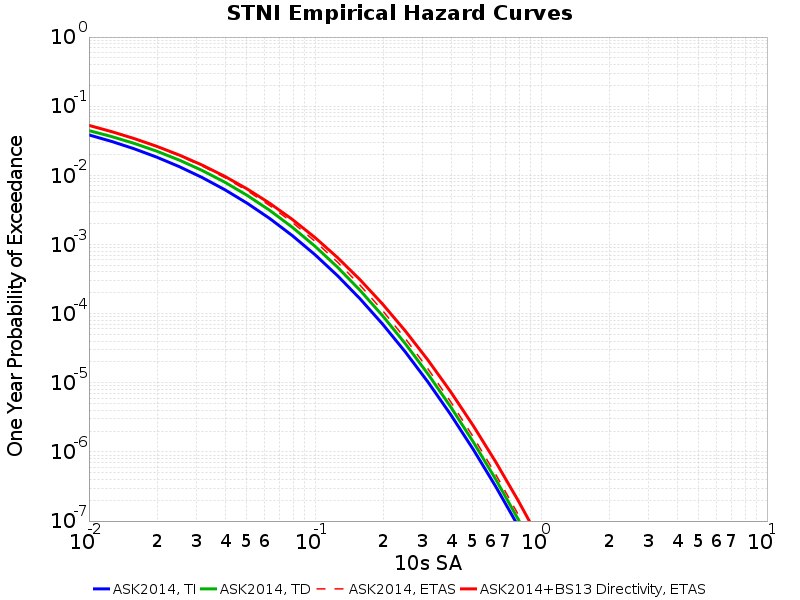 STNI Empirical Hazard Curves
One Year Probability of Exceedance
10^0
10^-1
10^-2
10^-3
10^-4
10^-5
10^-6
10^-7
10^-2 2 3 4 5 6 10^-1 2 3 4 5 6 7 10^0 2 3 4 5 6 7 10^1
10s SA
ASK2014, TI ASK2014, TD ASK2014, ETAS ASK2014+BS13 Directivity, ETAS